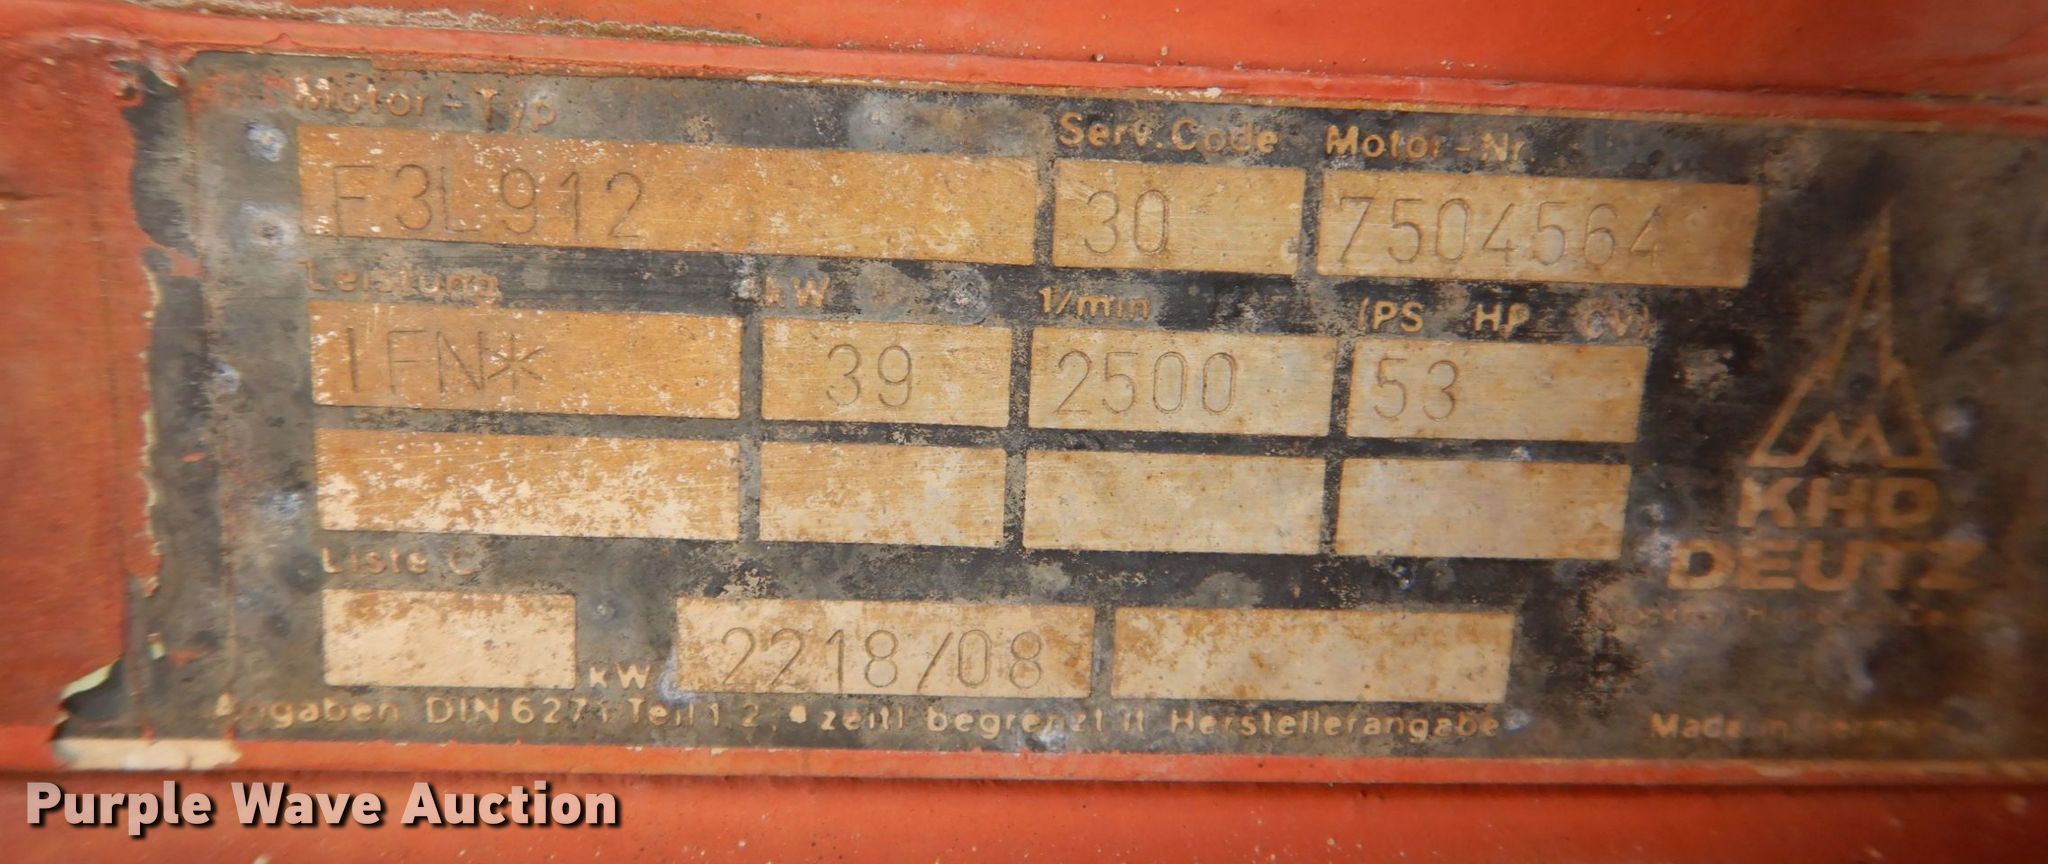 Motor-Typ Serv. Code Motor-Nr.
F3L912 30 7504564
Leistung kW 1/min (PS HP CV)
IFN* 39 2500 53
Liste C
KHD
DEUTZ
kW 2218/08
Angaben DIN 6271 Teil 1.2, * zeitl begrenzt lt Herstellerangabe Made in Germany
Purple Wave Auction